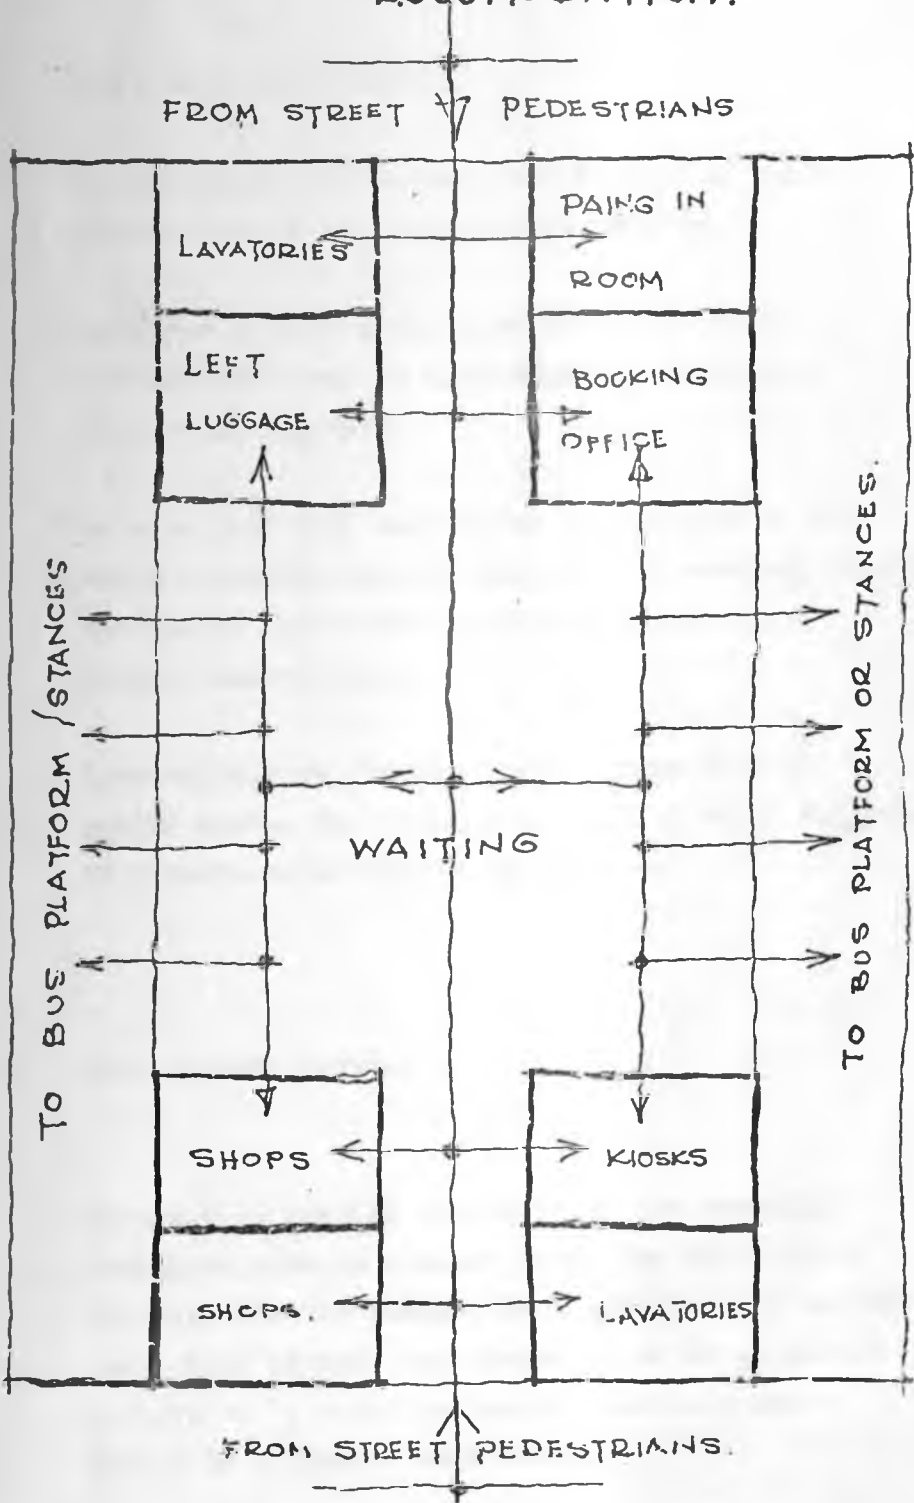 FROM STREET PEDESTRIANS
LAVATORIES
PAING IN
ROOM
LEFT
LUGGAGE
BOOKING
OFFICE
TO BUS PLATFORM /STANCES
WAITING
TO BUS PLATFORM OR STANCES.
SHOPS
KIOSKS
SHOPS.
LAVATORIES
FROM STREET PEDESTRIANS.